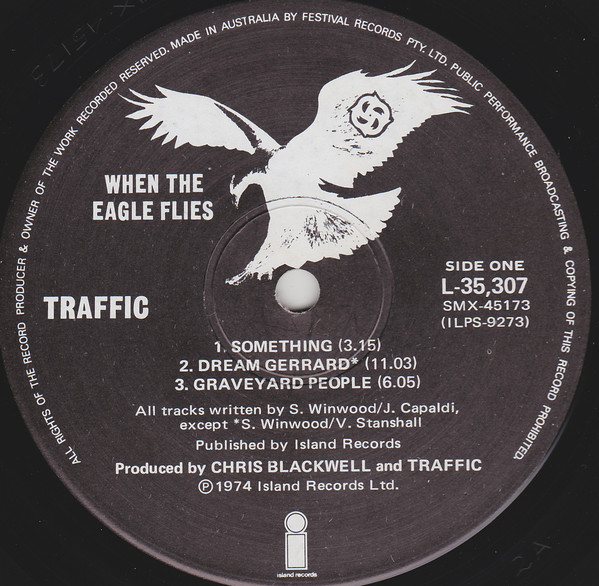 ALL RIGHTS OF THE RECORD PRODUCER & OWNER OF THE WORK RECORDED RESERVED. MADE IN AUSTRALIA BY FESTIVAL RECORDS PTY. LTD. PUBLIC PERFORMANCE BROADCASTING & COPYING OF THIS RECORD PROHIBITED.
WHEN THE
EAGLE FLIES
TRAFFIC
SIDE ONE
L-35,307
SMX-45173
(ILPS-9273)
1. SOMETHING (3.15)
2. DREAM GERRARD* (11.03)
3. GRAVEYARD PEOPLE (6.05)
All tracks written by S. Winwood/J. Capaldi,
except *S. Winwood/V. Stanshall
Published by Island Records
Produced by CHRIS BLACKWELL and TRAFFIC
Ⓟ1974 Island Records Ltd.
i
island records